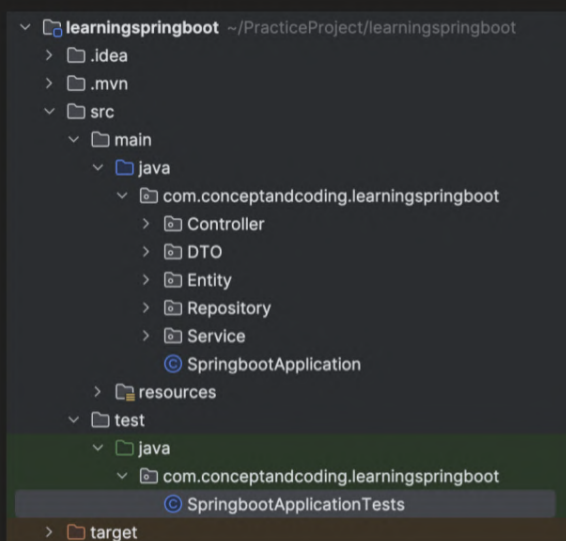 learningspringboot ~/PracticeProject/learningspringboot
.idea
.mvn
src
main
java
com.conceptandcoding.learningspringboot
Controller
DTO
Entity
Repository
Service
SpringbootApplication
resources
test
java
com.conceptandcoding.learningspringboot
SpringbootApplicationTests
target